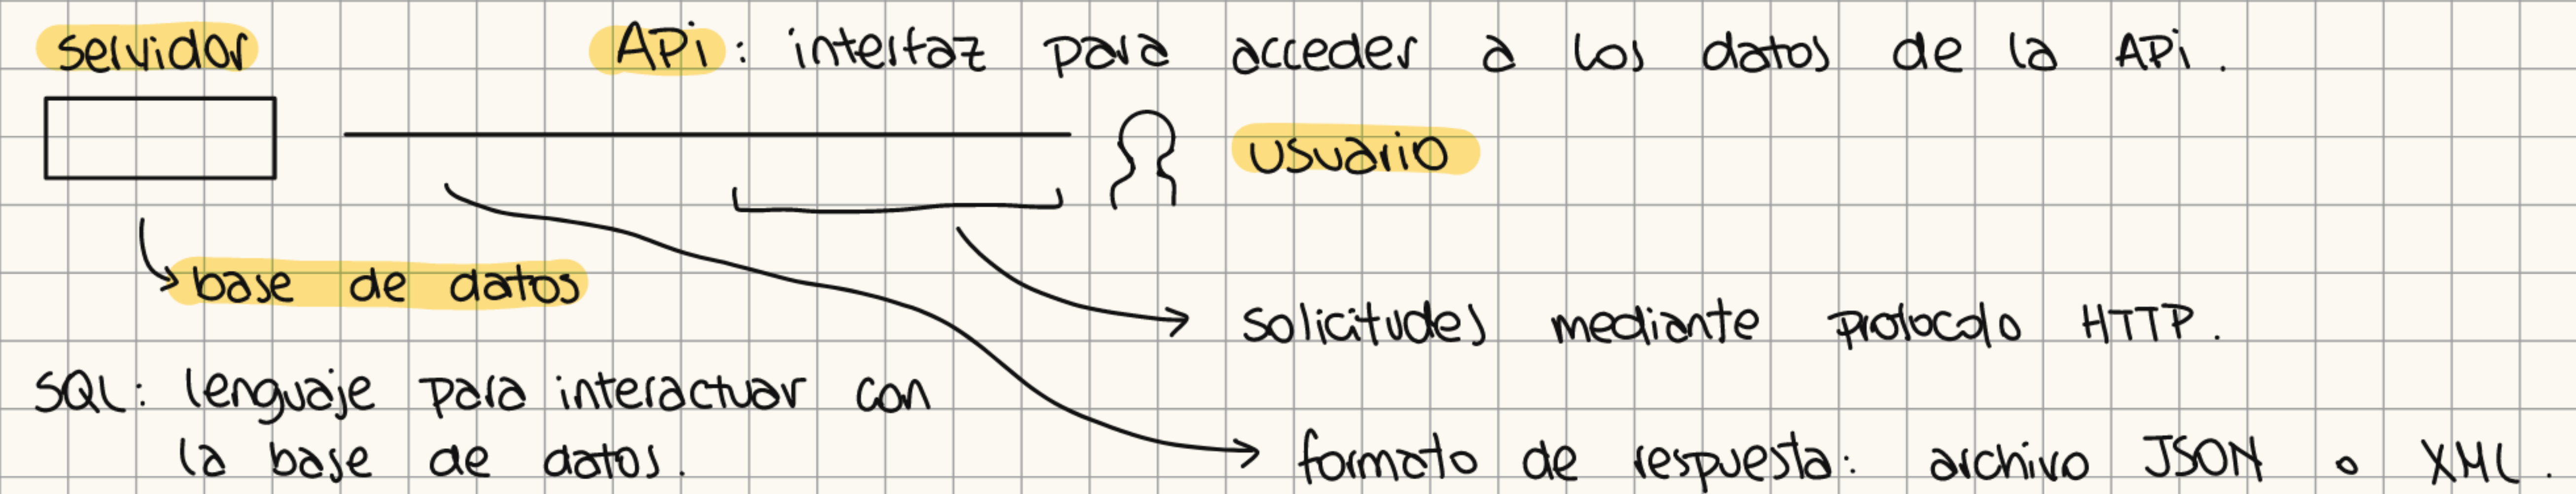 servidor
APi: interfaz para acceder a los datos de la APi.
usuario
base de datos
solicitudes mediante protocolo HTTP.
SQL: lenguaje para interactuar con
la base de datos.
formato de respuesta: archivo JSON o XML.